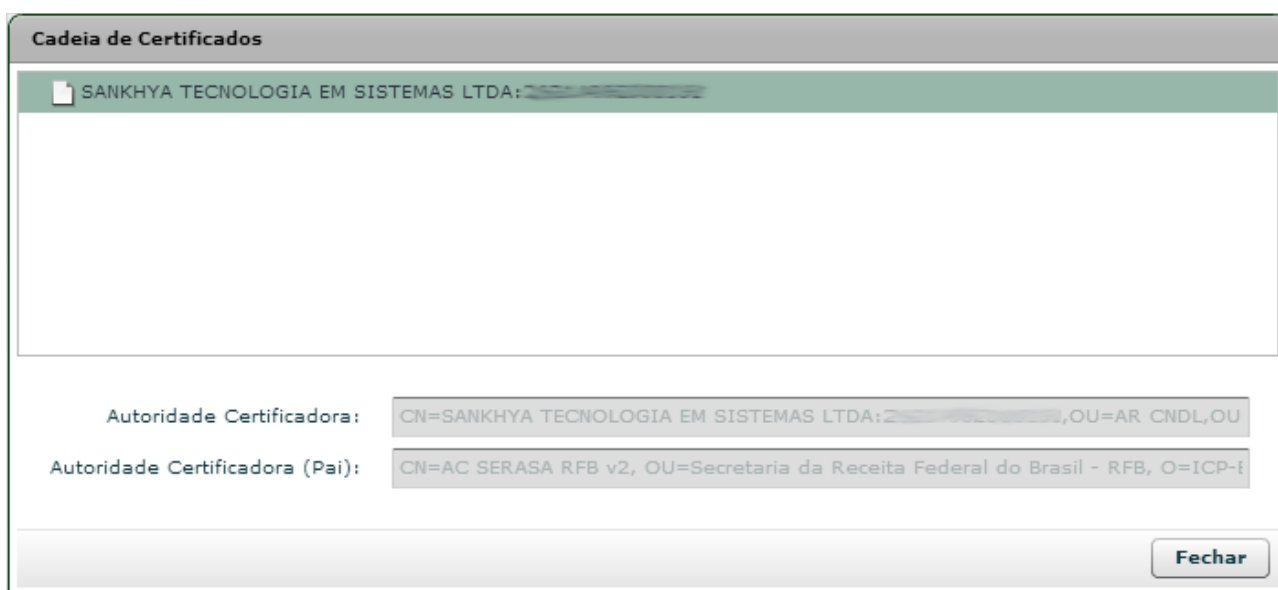 Cadeia de Certificados
SANKHYA TECNOLOGIA EM SISTEMAS LTDA:
Autoridade Certificadora: CN=SANKHYA TECNOLOGIA EM SISTEMAS LTDA: ,OU=AR CNDL,OU
Autoridade Certificadora (Pai): CN=AC SERASA RFB v2, OU=Secretaria da Receita Federal do Brasil - RFB, O=ICP-
Fechar